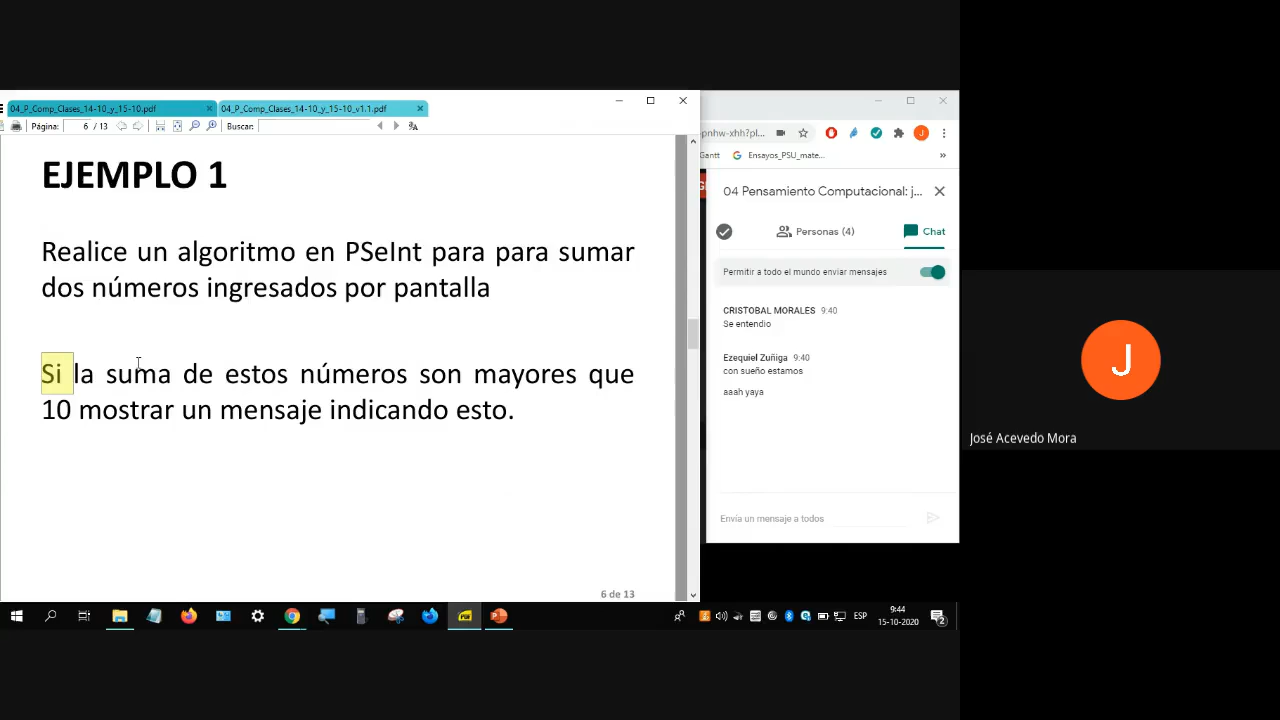 04_P_Comp_Clases_14-10_y_15-10.pdf
04_P_Comp_Clases_14-10_y_15-10_v1.1.pdf
Página: 6 / 13 Buscar:
EJEMPLO 1
Realice un algoritmo en PSeInt para para sumar
dos números ingresados por pantalla
Si la suma de estos números son mayores que
10 mostrar un mensaje indicando esto.
6 de 13
pnhw-xhh?pl...
J
Gantt
Ensayos_PSU_mate...
04 Pensamiento Computacional: j...
Personas (4)
Chat
Permitir a todo el mundo enviar mensajes
CRISTOBAL MORALES 9:40
Se entendio
Ezequiel Zuñiga 9:40
con sueño estamos
aaah yaya
Envía un mensaje a todos
J
José Acevedo Mora
ESP
9:44
15-10-2020
2